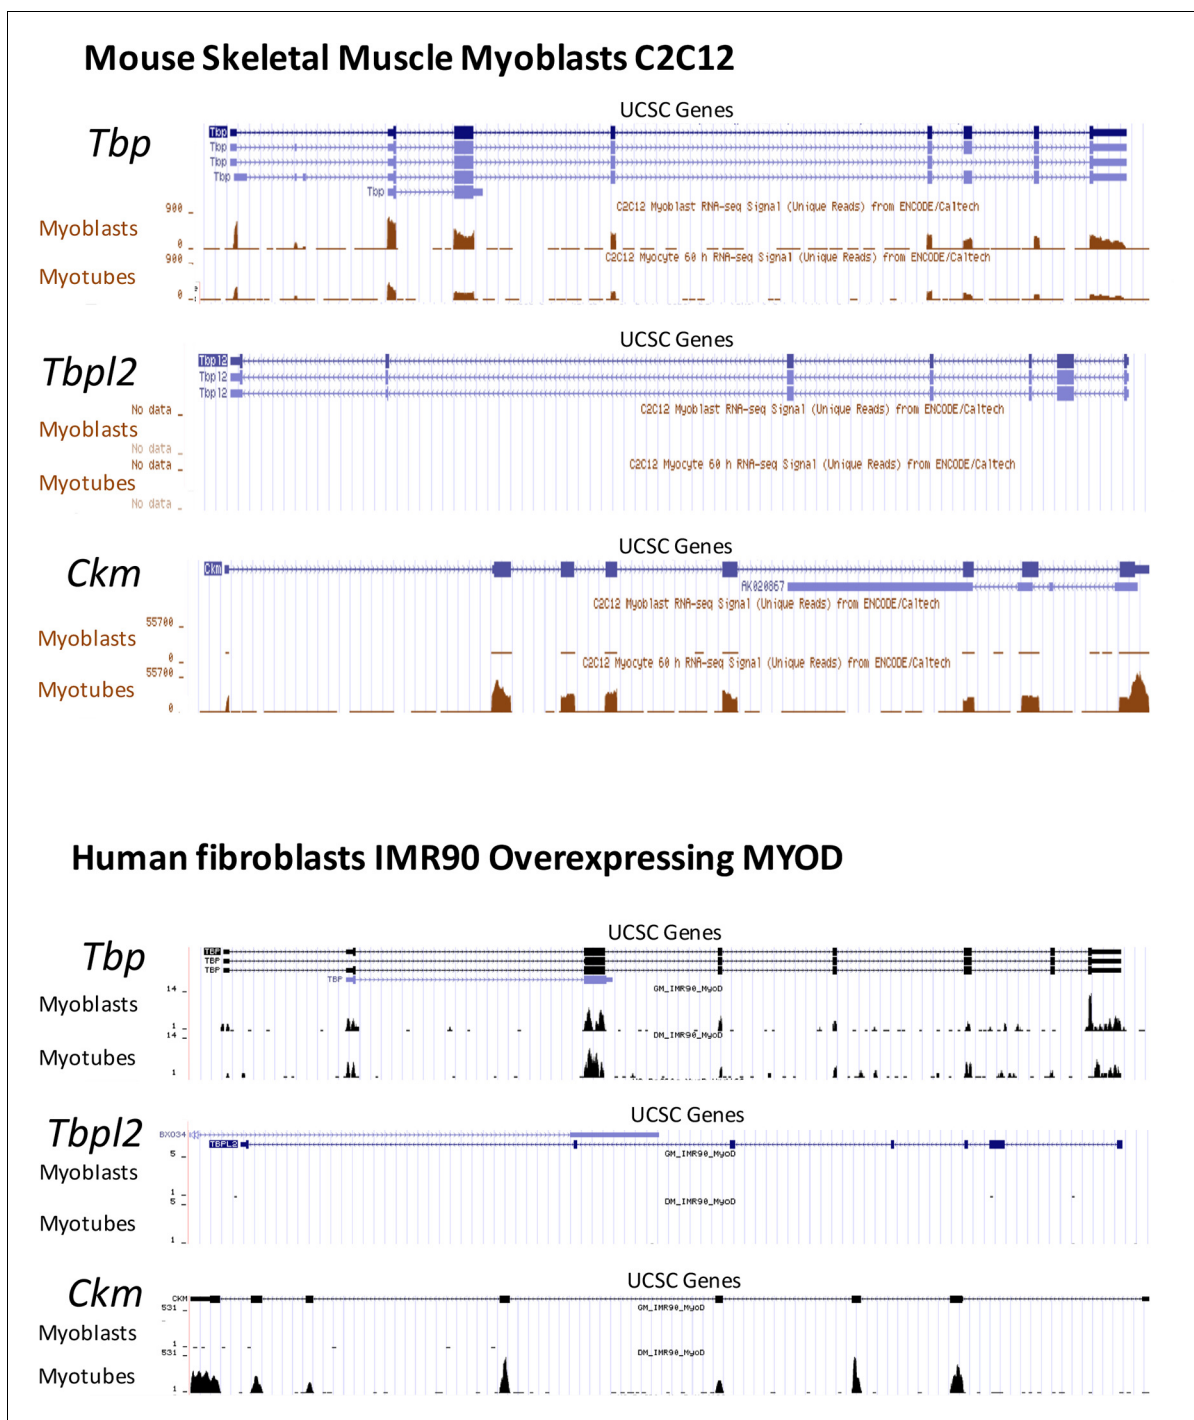 Mouse Skeletal Muscle Myoblasts C2C12
UCSC Genes
Tbp
Tbp
Tbp
Tbp
Tbp
Tbp
900
C2C12 Myoblast RNA-seq Signal (Unique Reads) from ENCODE/Caltech
Myoblasts
0
900
C2C12 Myocyte 60 h RNA-seq Signal (Unique Reads) from ENCODE/Caltech
Myotubes
0
UCSC Genes
Tbpl2
Tbpl2
Tbpl2
Tbpl2
No data
C2C12 Myoblast RNA-seq Signal (Unique Reads) from ENCODE/Caltech
Myoblasts
No data
No data
C2C12 Myocyte 60 h RNA-seq Signal (Unique Reads) from ENCODE/Caltech
Myotubes
No data
UCSC Genes
Ckm
Ckm
AK020867
C2C12 Myoblast RNA-seq Signal (Unique Reads) from ENCODE/Caltech
55700
Myoblasts
0
C2C12 Myocyte 60 h RNA-seq Signal (Unique Reads) from ENCODE/Caltech
55700
Myotubes
0
Human fibroblasts IMR90 Overexpressing MYOD
UCSC Genes
Tbp
TBP
TBP
TBP
TBP
14
GM_IMR90_MyoD
Myoblasts
1
14
DM_IMR90_MyoD
Myotubes
1
UCSC Genes
Tbpl2
BX034
TBPL2
5
GM_IMR90_MyoD
Myoblasts
1
5
DM_IMR90_MyoD
Myotubes
1
UCSC Genes
Ckm
CKM
531
GM_IMR90_MyoD
Myoblasts
1
531
DM_IMR90_MyoD
Myotubes
1